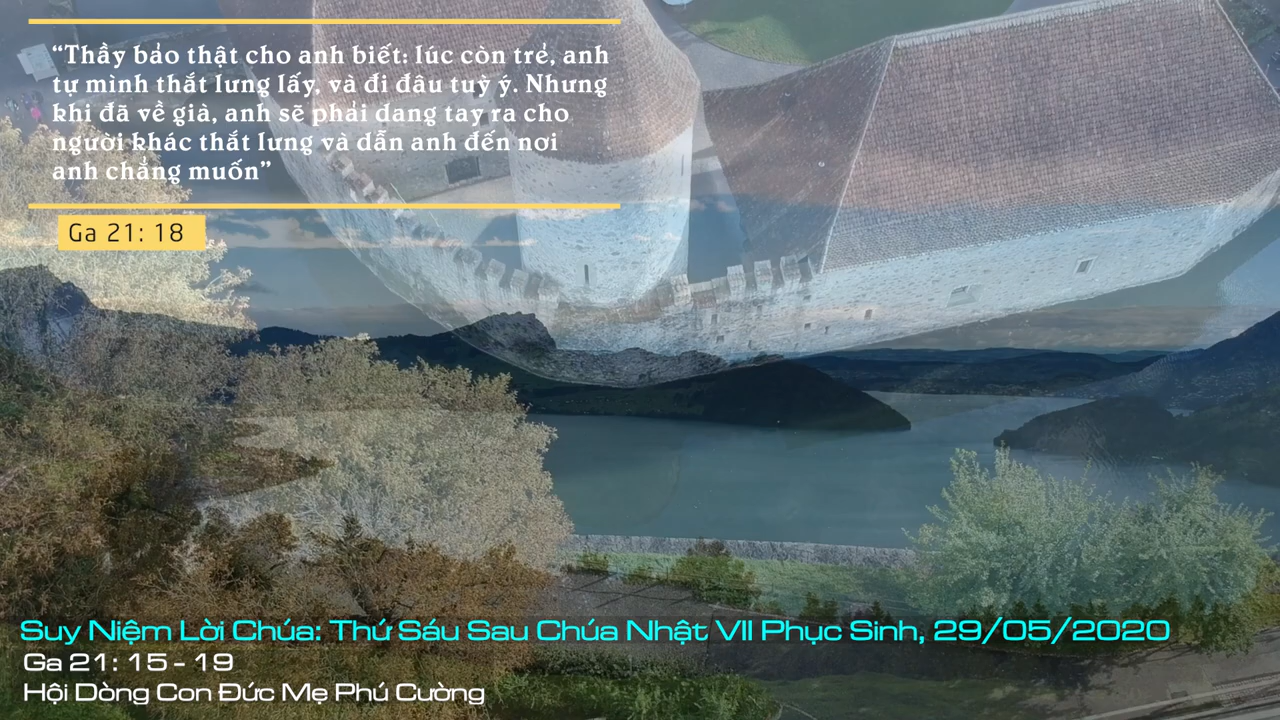 “Thầy bảo thật cho anh biết: lúc còn trẻ, anh
tự mình thắt lưng lấy, và đi đâu tuỳ ý. Nhưng
khi đã về già, anh sẽ phải dang tay ra cho
người khác thắt lưng và dẫn anh đến nơi
anh chẳng muốn”
Ga 21: 18
Suy Niệm Lời Chúa: Thứ Sáu Sau Chúa Nhật VII Phục Sinh, 29/05/2020
Ga 21: 15 - 19
Hội Dòng Con Đức Mẹ Phú Cường